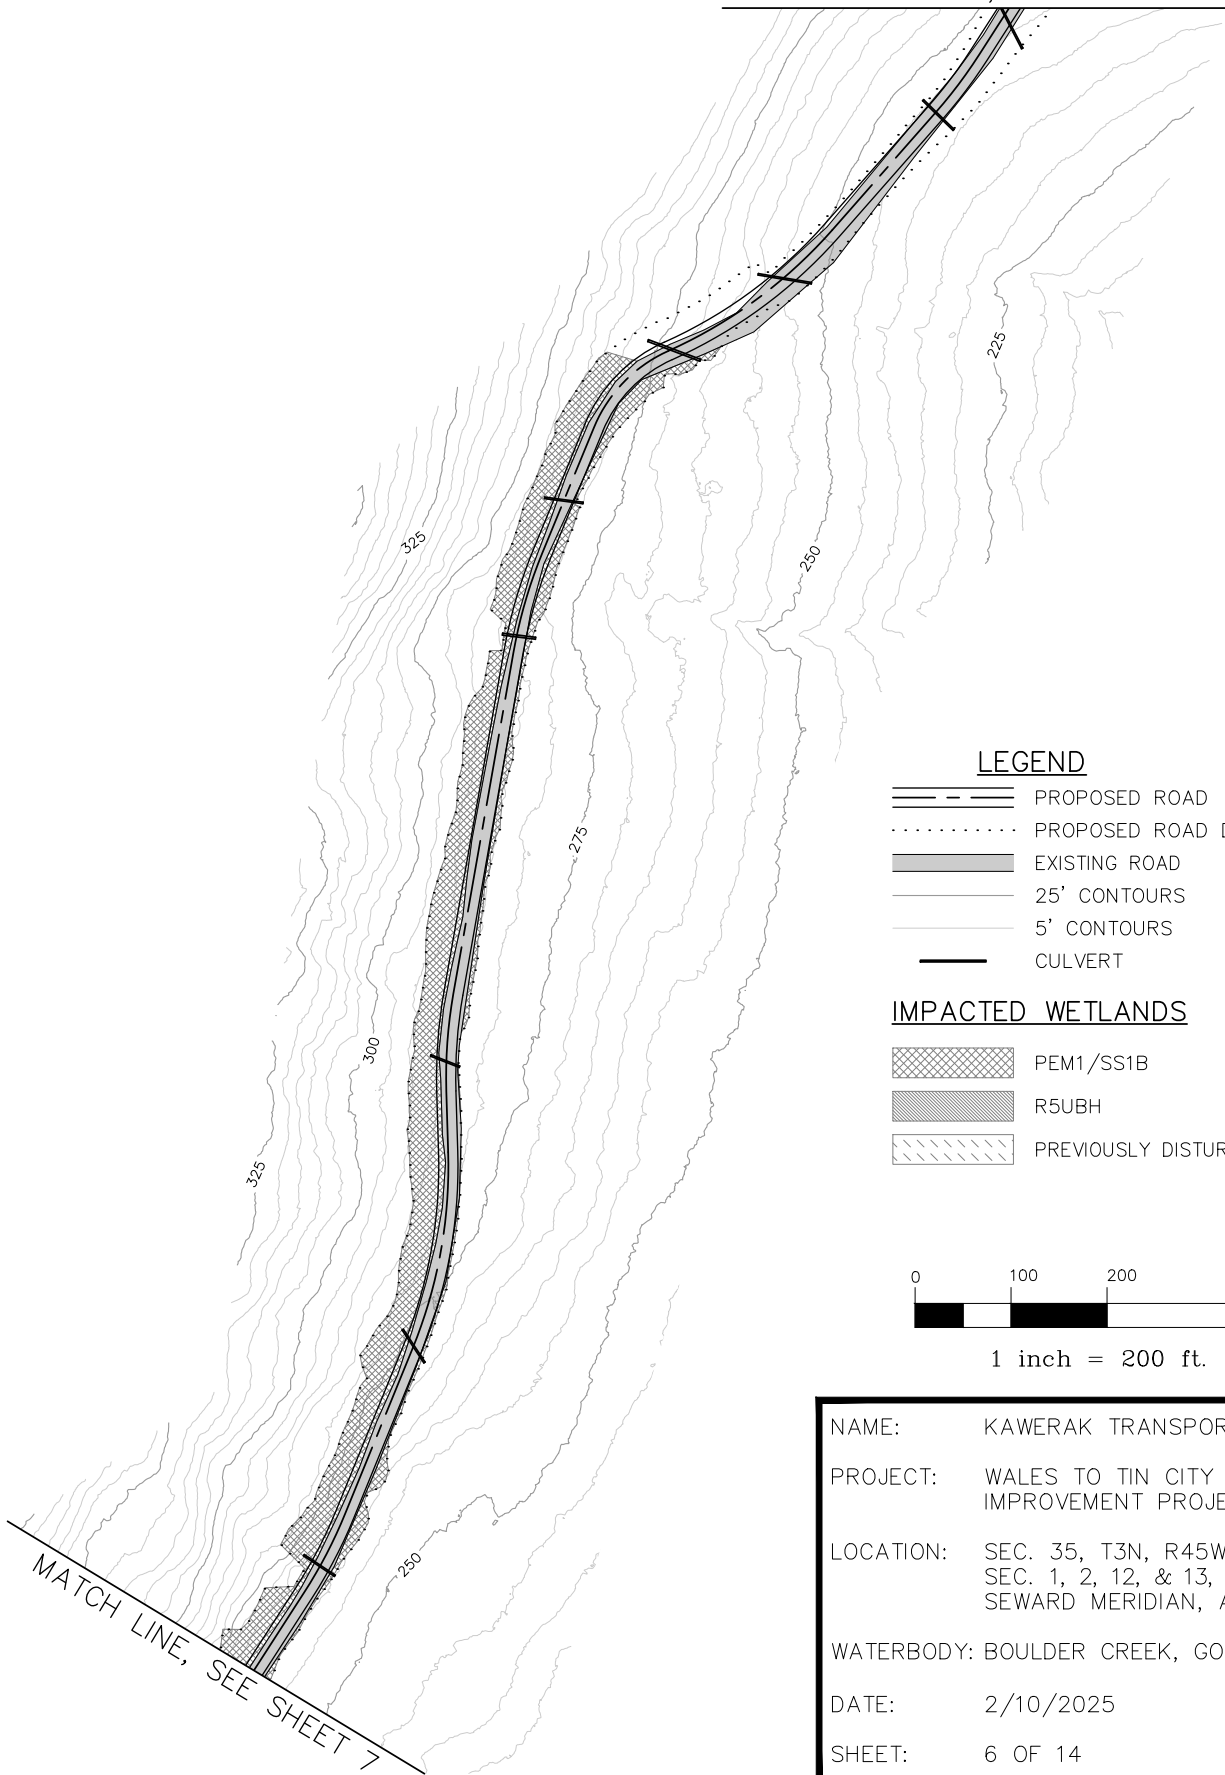 225
325
250
LEGEND
PROPOSED ROAD
PROPOSED ROAD
275
EXISTING ROAD
25' CONTOURS
5' CONTOURS
CULVERT
IMPACTED WETLANDS
300
PEM1/SS1B
R5UBH
325
PREVIOUSLY
0 100 200
1 inch = 200 ft.
NAME: KAWERAK
PROJECT: WALES TO TIN CITY
IMPROVEMENT
LOCATION: SEC. 35, T3N, R45W
SEC. 1, 2, 12, & 13,
SEWARD MERIDIAN,
250
MATCH LINE, SEE SHEET 7
WATERBODY: BOULDER CREEK,
DATE: 2/10/2025
SHEET: 6 OF 14